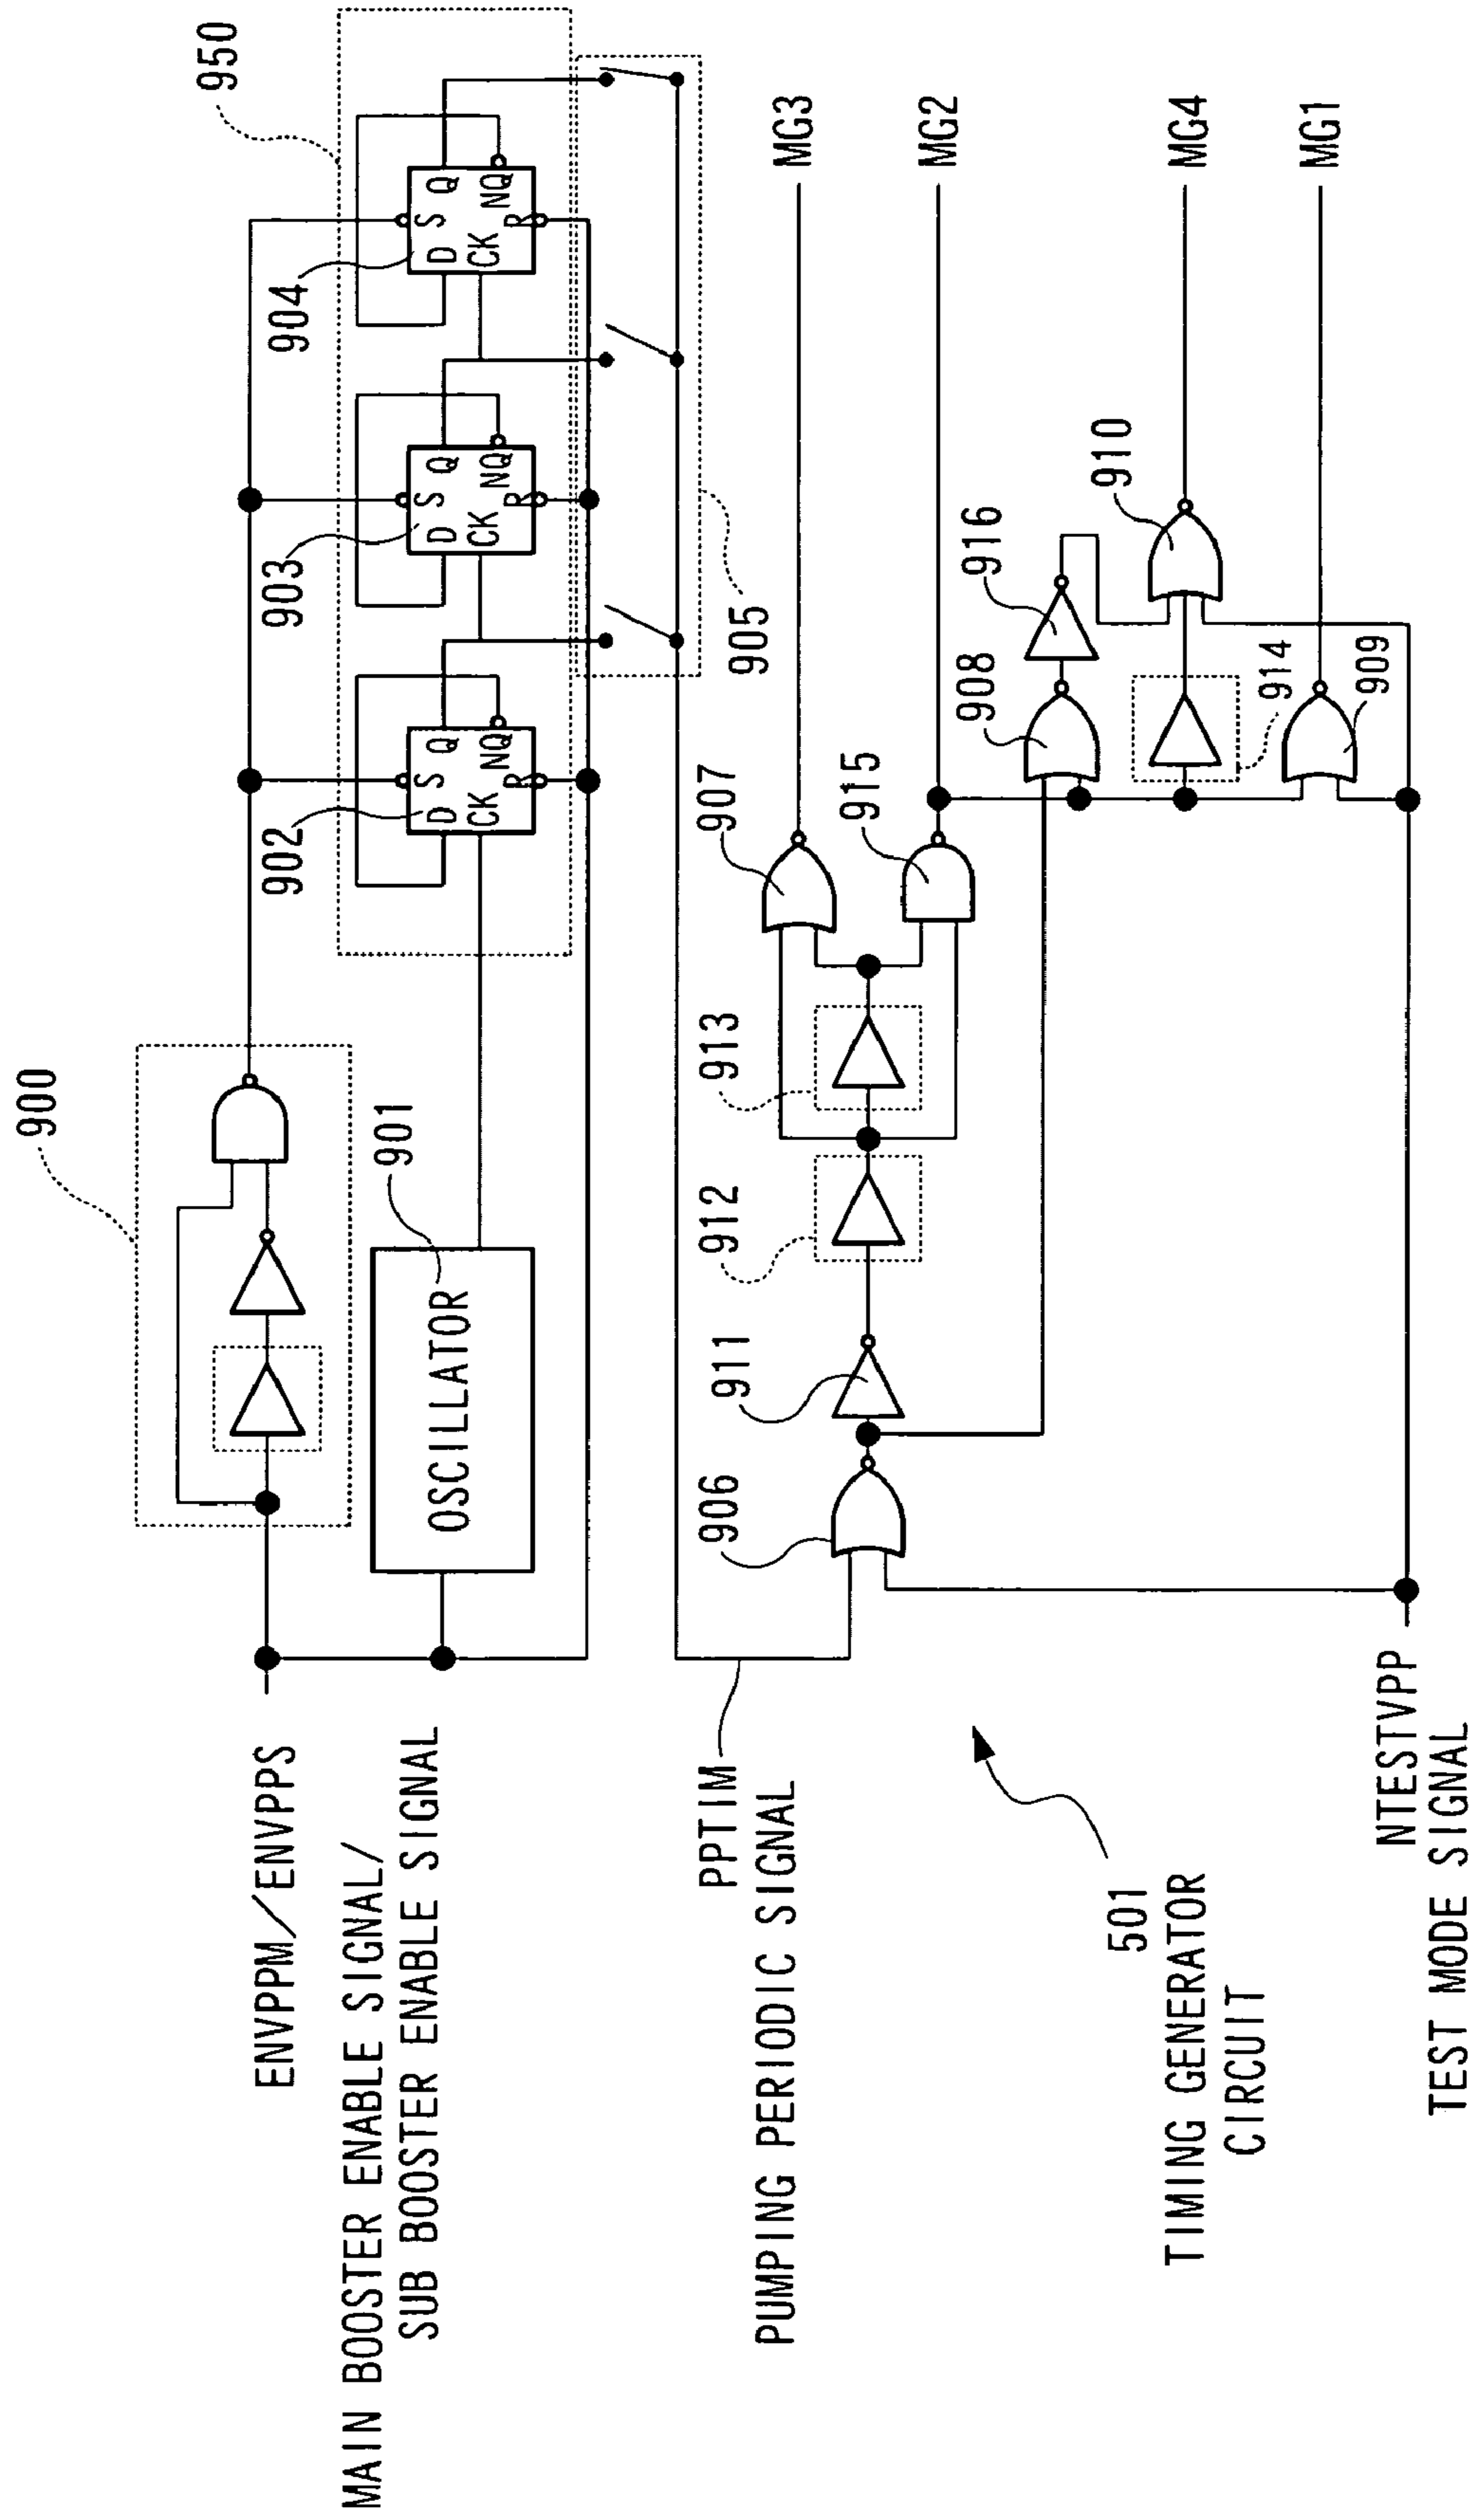 900
950
ENVPPM/ENVPPS
MAIN BOOSTER ENABLE SIGNAL/
SUB BOOSTER ENABLE SIGNAL
901
OSCILLATOR
902
D S Q
CK NQ
R
903
D S Q
CK NQ
R
904
D S Q
CK NQ
R
905
PPTIM
PUMPING PERIODIC SIGNAL
906
911
912
913
907
915
MG3
MG2
908
916
910
MG4
914
909
MG1
501
TIMING GENERATOR
CIRCUIT
NTESTVPP
TEST MODE SIGNAL